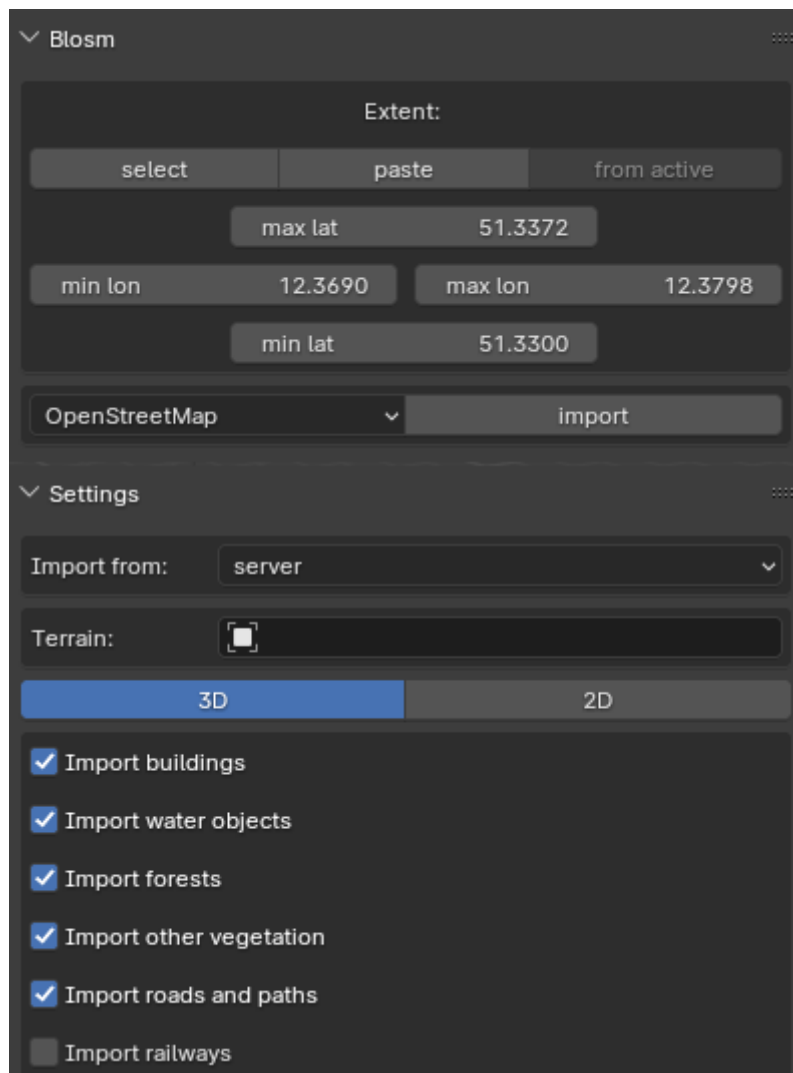 Blosm
Extent:
select paste from active
max lat 51.3372
min lon 12.3690 max lon 12.3798
min lat 51.3300
OpenStreetMap import
Settings
Import from: server
Terrain:
3D 2D
Import buildings
Import water objects
Import forests
Import other vegetation
Import roads and paths
Import railways